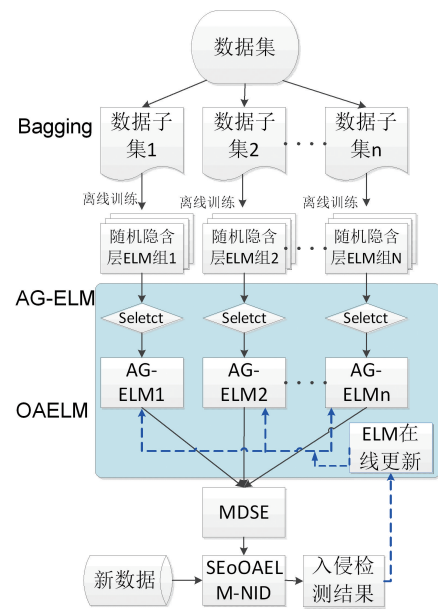 数据集
Bagging
数据子
集1
数据子
集2
数据子
集n
离线训练
离线训练
离线训练
随机隐含
层ELM组1
随机隐含
层ELM组2
随机隐含
层ELM组N
AG-ELM
Seletct
Seletct
Seletct
OAELM
AG-
ELM1
AG-
ELM2
AG-
ELMn
ELM在
线更新
MDSE
新数据
SEoOAEL
M-NID
入侵检
测结果